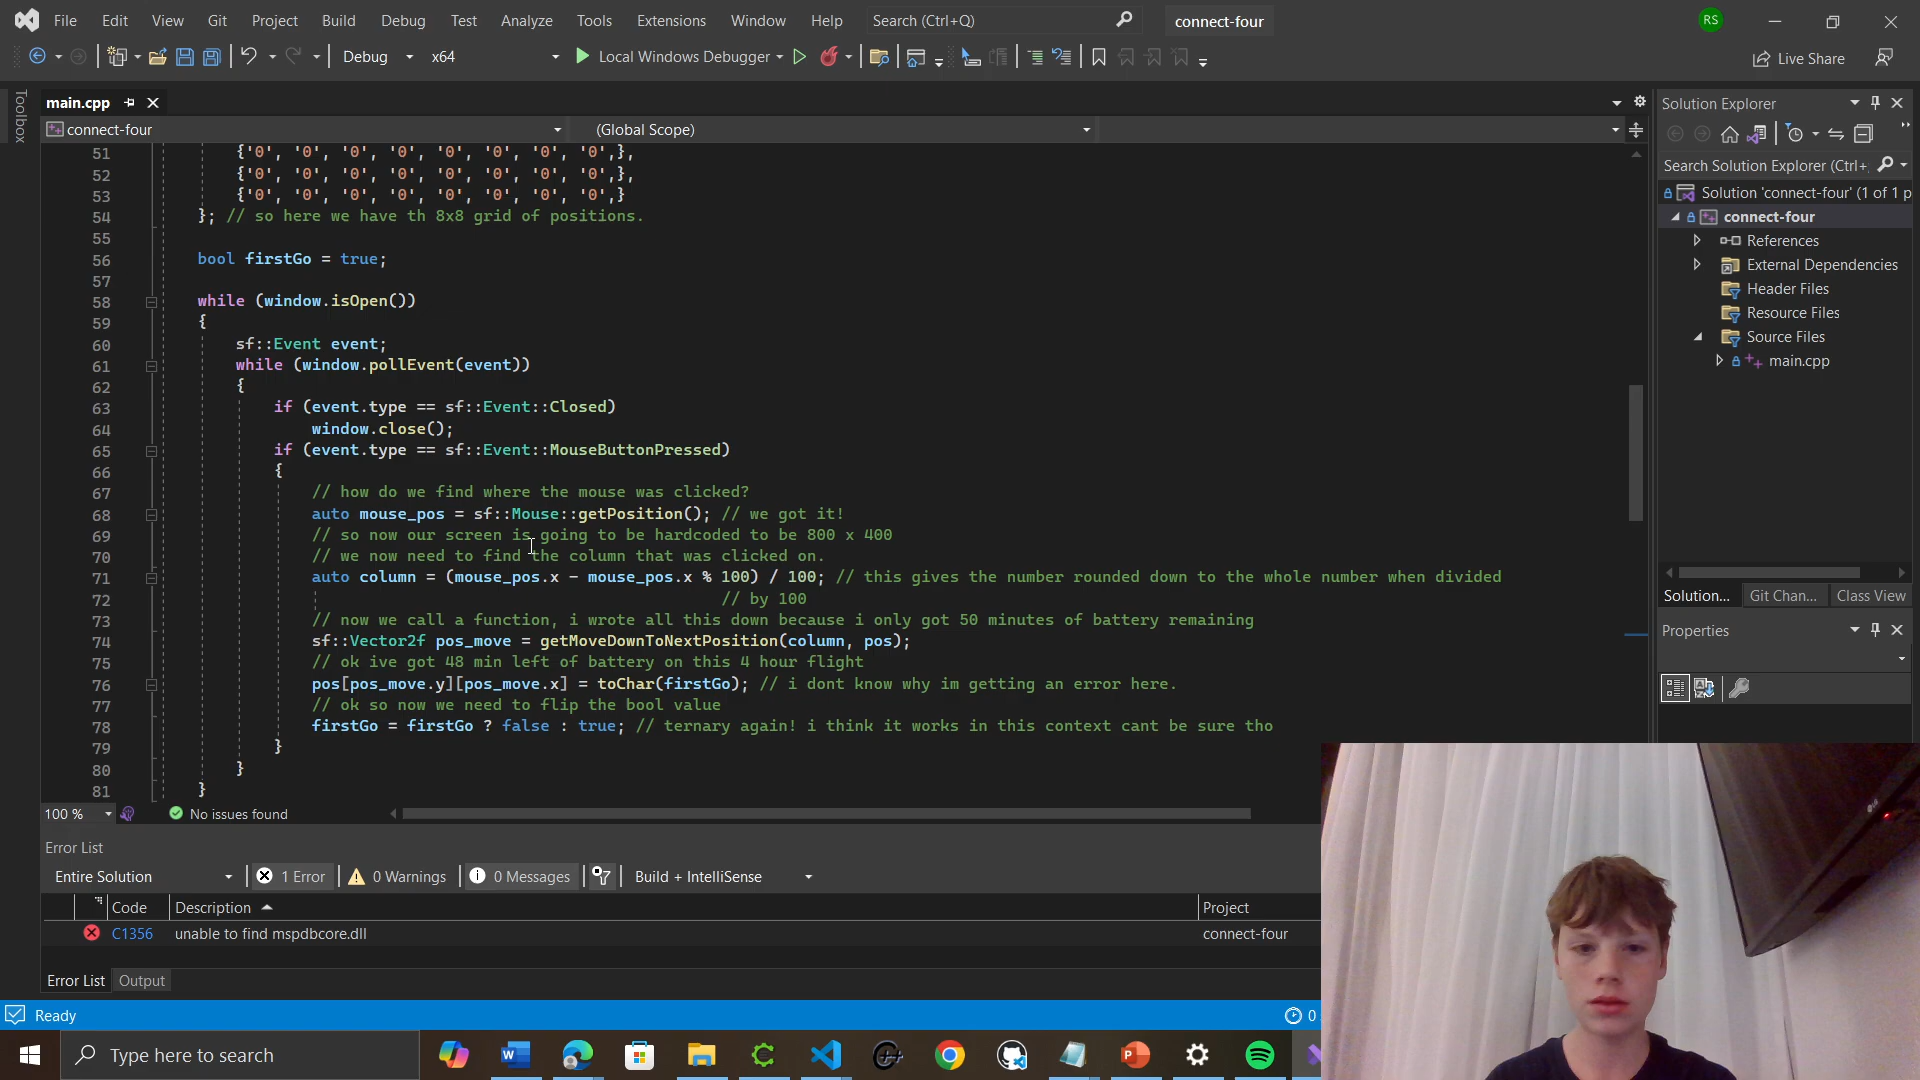 File Edit View Git Project Build Debug Test Analyze Tools Extensions Window Help Search (Ctrl+Q) connect-four RS
Debug x64 Local Windows Debugger Live Share
Toolbox
main.cpp
connect-four (Global Scope)
51 {'0', '0', '0', '0', '0', '0', '0', '0',},
52 {'0', '0', '0', '0', '0', '0', '0', '0',},
53 {'0', '0', '0', '0', '0', '0', '0', '0',}
54 }; // so here we have th 8x8 grid of positions.
55
56 bool firstGo = true;
57
58 while (window.isOpen())
59 {
60 sf::Event event;
61 while (window.pollEvent(event))
62 {
63 if (event.type == sf::Event::Closed)
64 window.close();
65 if (event.type == sf::Event::MouseButtonPressed)
66 {
67 // how do we find where the mouse was clicked?
68 auto mouse_pos = sf::Mouse::getPosition(); // we got it!
69 // so now our screen is going to be hardcoded to be 800 x 400
70 // we now need to find the column that was clicked on.
71 auto column = (mouse_pos.x - mouse_pos.x % 100) / 100; // this gives the number rounded down to the whole number when divided
72 // by 100
73 // now we call a function, i wrote all this down because i only got 50 minutes of battery remaining
74 sf::Vector2f pos_move = getMoveDownToNextPosition(column, pos);
75 // ok ive got 48 min left of battery on this 4 hour flight
76 pos[pos_move.y][pos_move.x] = toChar(firstGo); // i dont know why im getting an error here.
77 // ok so now we need to flip the bool value
78 firstGo = firstGo ? false : true; // ternary again! i think it works in this context cant be sure tho
79 }
80 }
81 }
100 % No issues found
Solution Explorer
Search Solution Explorer (Ctrl+
Solution 'connect-four' (1 of 1 p
connect-four
References
External Dependencies
Header Files
Resource Files
Source Files
main.cpp
Solution... Git Chan... Class View
Properties
Error List
Entire Solution 1 Error 0 Warnings 0 Messages Build + IntelliSense
Code Description Project
C1356 unable to find mspdbcore.dll connect-four
Error List Output
Ready 0
Type here to search